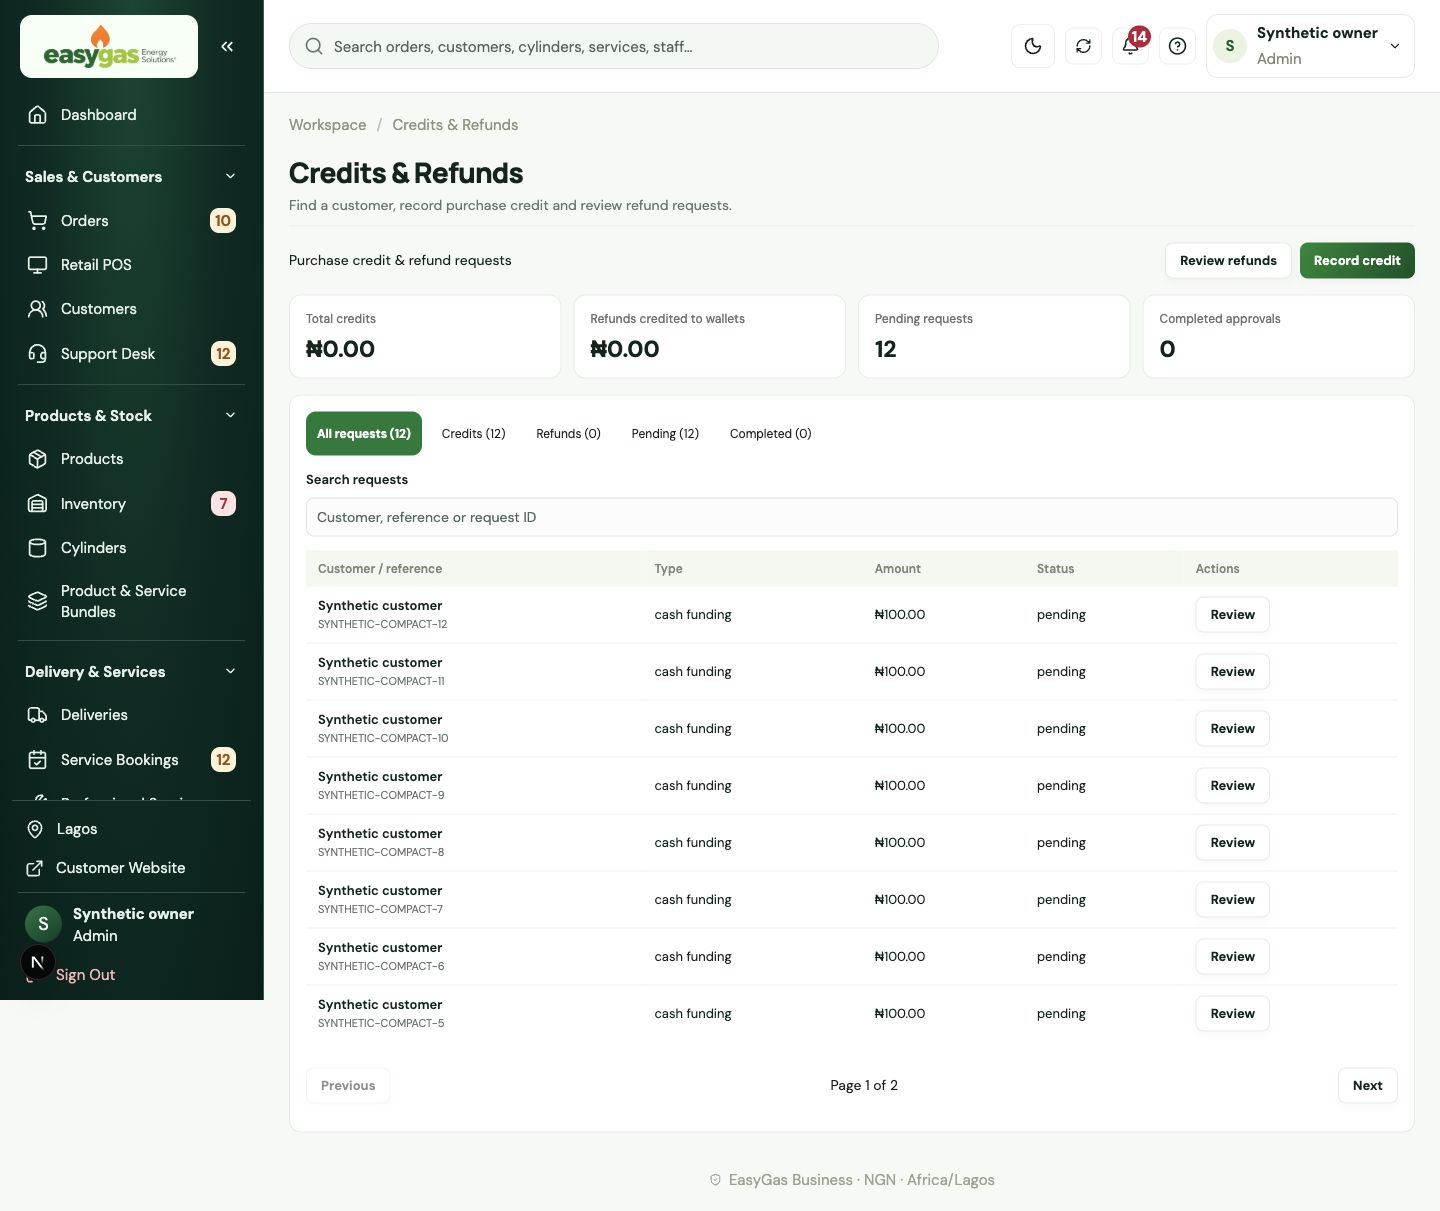 easygas Energy Solutions
Dashboard
Sales & Customers
Orders 10
Retail POS
Customers
Support Desk 12
Products & Stock
Products
Inventory 7
Cylinders
Product & Service
Bundles
Delivery & Services
Deliveries
Service Bookings 12
Lagos
Customer Website
S Synthetic owner
Admin
N
Sign Out
Search orders, customers, cylinders, services, staff...
14
S Synthetic owner
Admin
Workspace / Credits & Refunds
Credits & Refunds
Find a customer, record purchase credit and review refund requests.
Purchase credit & refund requests Review refunds Record credit
Total credits Refunds credited to wallets Pending requests Completed approvals
₦0.00 ₦0.00 12 0
All requests (12) Credits (12) Refunds (0) Pending (12) Completed (0)
Search requests
Customer, reference or request ID
Customer / reference Type Amount Status Actions
Synthetic customer
SYNTHETIC-COMPACT-12 cash funding ₦100.00 pending Review
Synthetic customer
SYNTHETIC-COMPACT-11 cash funding ₦100.00 pending Review
Synthetic customer
SYNTHETIC-COMPACT-10 cash funding ₦100.00 pending Review
Synthetic customer
SYNTHETIC-COMPACT-9 cash funding ₦100.00 pending Review
Synthetic customer
SYNTHETIC-COMPACT-8 cash funding ₦100.00 pending Review
Synthetic customer
SYNTHETIC-COMPACT-7 cash funding ₦100.00 pending Review
Synthetic customer
SYNTHETIC-COMPACT-6 cash funding ₦100.00 pending Review
Synthetic customer
SYNTHETIC-COMPACT-5 cash funding ₦100.00 pending Review
Previous Page 1 of 2 Next
EasyGas Business · NGN · Africa/Lagos